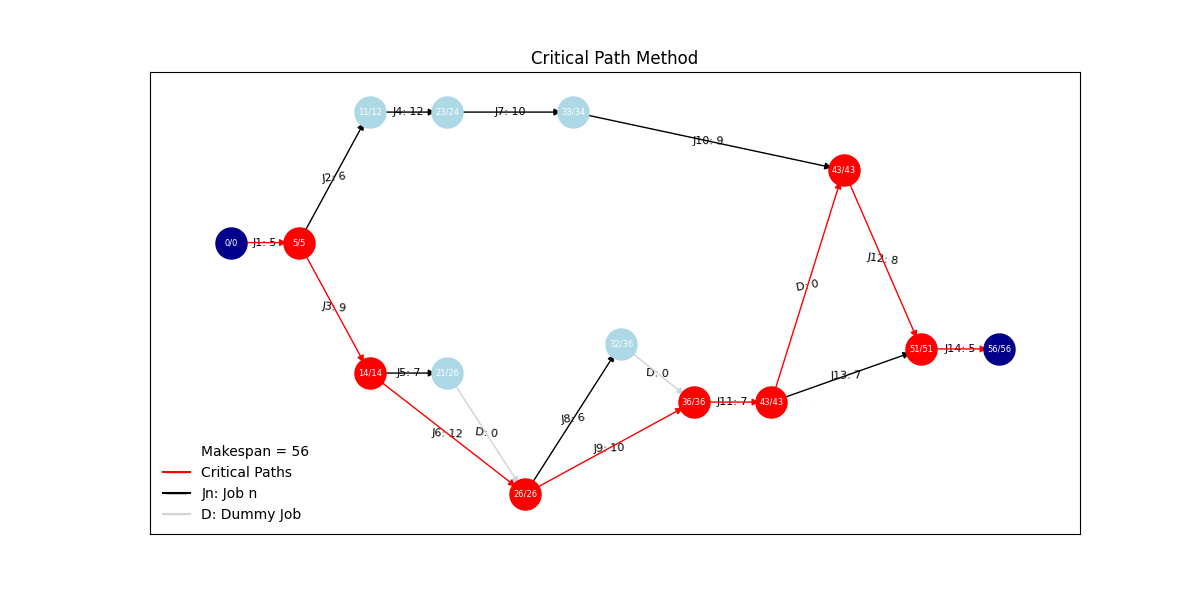 Critical Path Method
11/12
J4: 12
23/24
J7: 10
33/34
J10: 9
43/43
J2: 6
0/0
J1: 5
5/5
J12: 8
D: 0
J3: 9
32/36
51/51
J14: 5
56/56
14/14
J5: 7
21/26
D: 0
J13: 7
36/36
J11: 7
43/43
J8: 6
J6: 12
D: 0
J9: 10
26/26
Makespan = 56
Critical Paths
Jn: Job n
D: Dummy Job